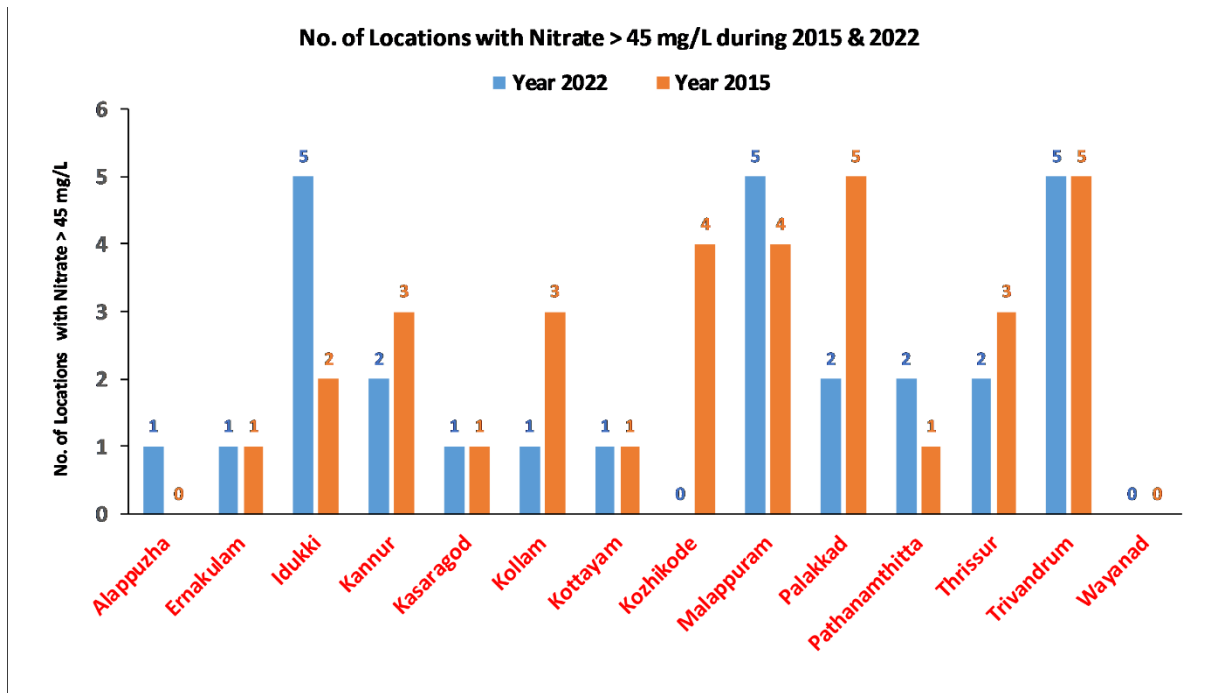 No. of Locations with Nitrate > 45 mg/L during 2015 & 2022
Year 2022 Year 2015
No. of Locations with Nitrate > 45 mg/L
6
5
4
3
2
1
0
1 0
1 1
5 2
2 3
1 1
1 3
1 1
0 4
5 4
2 5
2 1
2 3
5 5
0 0
Alappuzha
Ernakulam
Idukki
Kannur
Kasaragod
Kollam
Kottayam
Kozhikode
Malappuram
Palakkad
Pathanamthitta
Thrissur
Trivandrum
Wayanad